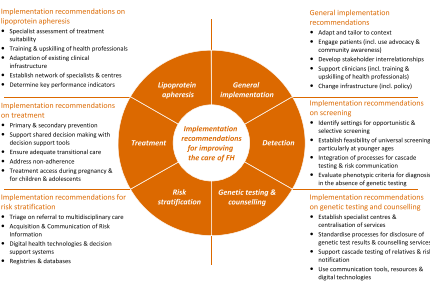 Implementation recommendations on
lipoprotein apheresis
• Specialist assessment of treatment
suitability
• Training & upskilling of health professionals
• Adaptation of existing clinical
infrastructure
• Establish network of specialists & centres
• Determine key performance indicators
General implementation
recommendations
• Adapt and tailor to context
• Engage patients (incl. use advocacy &
community awareness)
• Develop stakeholder interrelationships
• Support clinicians (incl. training &
upskilling of health professionals)
• Change infrastructure (incl. policy)
Lipoprotein
apheresis
General
implementation
Implementation recommendations
on treatment
• Primary & secondary prevention
• Support shared decision making with
decision support tools
• Ensure adequate transitional care
• Address non-adherence
• Treatment access during pregnancy &
for children & adolescents
Treatment
Implementation
recommendations
for improving
the care of FH
Detection
Implementation recommendations
on screening
• Identify settings for opportunistic &
selective screening
• Establish feasibility of universal screening
particularly at younger ages
• Integration of processes for cascade
testing & risk communication
• Evaluate phenotypic criteria for diagnosis
in the absence of genetic testing
Risk
stratification
Genetic testing &
counselling
Implementation recommendations for
risk stratification
• Triage on referral to multidisciplinary care
• Acquisition & Communication of Risk
Information
• Digital health technologies & decision
support systems
• Registries & databases
Implementation recommendations
on genetic testing and counselling
• Establish specialist centres &
centralisation of services
• Standardise processes for disclosure of
genetic test results & counselling services
• Support cascade testing of relatives & risk
notification
• Use communication tools, resources &
digital technologies